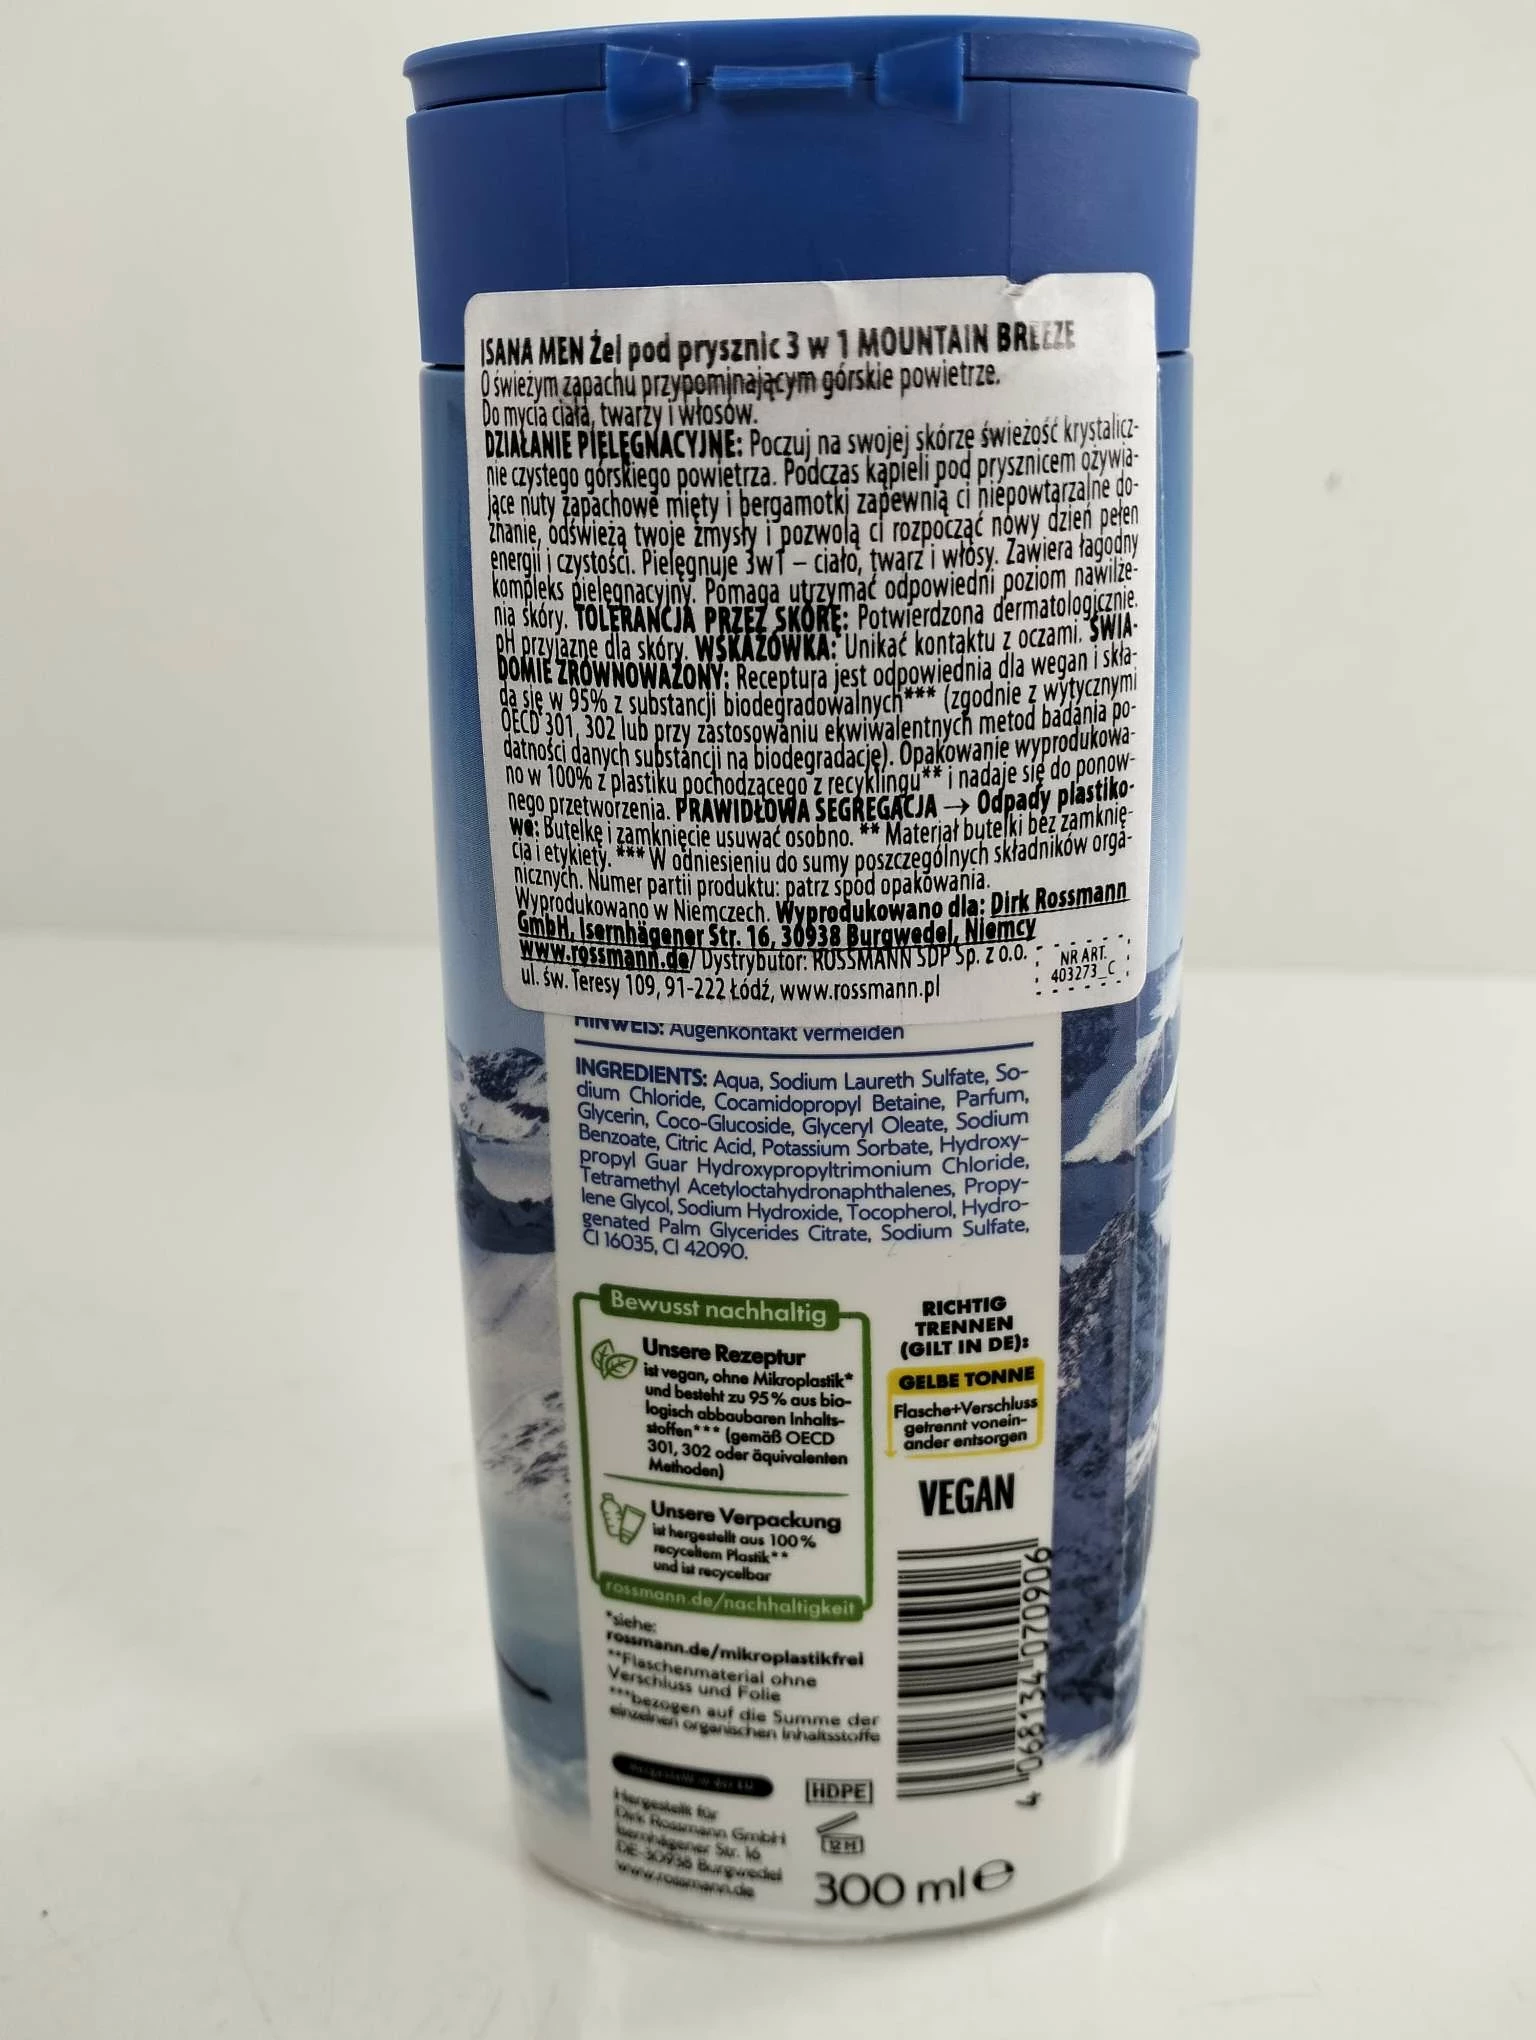 ISANA MEN Żel pod prysznic 3 w 1 MOUNTAIN BREEZE
O świeżym zapachu przypominającym górskie powietrze.
Do mycia ciała, twarzy i włosów.
DZIAŁANIE PIELĘGNACYJNE: Poczuj na swojej skórze świeżość krystalicz-
nie czystego górskiego powietrza. Podczas kąpieli pod prysznicem ożywia-
jące nuty zapachowe mięty i bergamotki zapewnią ci niepowtarzalne do-
znanie, odświeżą twoje zmysły i pozwolą ci rozpocząć nowy dzień pełen
energii i czystości. Pielęgnuje 3w1 – ciało, twarz i włosy. Zawiera łagodny
kompleks pielęgnacyjny. Pomaga utrzymać odpowiedni poziom nawilże-
nia skóry. TOLERANCJA PRZEZ SKÓRĘ: Potwierdzona dermatologicznie.
pH przyjazne dla skóry. WSKAZÓWKA: Unikać kontaktu z oczami. ŚWIA-
DOMIE ZRÓWNOWAŻONY: Receptura jest odpowiednia dla wegan i skła-
da się w 95% z substancji biodegradowalnych*** (zgodnie z wytycznymi
OECD 301, 302 lub przy zastosowaniu ekwiwalentnych metod badania po-
datności danych substancji na biodegradację). Opakowanie wyprodukowa-
no w 100% z plastiku pochodzącego z recyklingu** i nadaje się do ponow-
nego przetworzenia. PRAWIDŁOWA SEGREGACJA → Odpady plastiko-
we: Butelkę i zamknięcie usuwać osobno. ** Materiał butelki bez zamknię-
cia i etykiety. *** W odniesieniu do sumy poszczególnych składników orga-
nicznych. Numer partii produktu: patrz spód opakowania.
Wyprodukowano w Niemczech. Wyprodukowano dla: Dirk Rossmann
GmbH, Isernhägener Str. 16, 30938 Burgwedel, Niemcy
www.rossmann.de/ Dystrybutor: ROSSMANN SDP Sp. z o.o.
ul. św. Teresy 109, 91-222 Łódź, www.rossmann.pl
NR ART.
403273_C
HINWEIS: Augenkontakt vermeiden
INGREDIENTS: Aqua, Sodium Laureth Sulfate, So-
dium Chloride, Cocamidopropyl Betaine, Parfum,
Glycerin, Coco-Glucoside, Glyceryl Oleate, Sodium
Benzoate, Citric Acid, Potassium Sorbate, Hydroxy-
propyl Guar Hydroxypropyltrimonium Chloride,
Tetramethyl Acetyloctahydronaphthalenes, Propy-
lene Glycol, Sodium Hydroxide, Tocopherol, Hydro-
genated Palm Glycerides Citrate, Sodium Sulfate,
CI 16035, CI 42090.
Bewusst nachhaltig
Unsere Rezeptur
ist vegan, ohne Mikroplastik*
und besteht zu 95% aus bio-
logisch abbaubaren Inhalts-
stoffen*** (gemäß OECD
301, 302 oder äquivalenten
Methoden)
Unsere Verpackung
ist hergestellt aus 100%
recyceltem Plastik**
und ist recycelbar
rossmann.de/nachhaltigkeit
RICHTIG
TRENNEN
(GILT IN DE):
GELBE TONNE
Flasche+Verschluss
getrennt vonein-
ander entsorgen
VEGAN
4 068134 070906
*siehe:
rossmann.de/mikroplastikfrei
**Flaschenmaterial ohne
Verschluss und Folie
***bezogen auf die Summe der
einzelnen organischen Inhaltsstoffe
Hergestellt in der EU
Hergestellt für
Dirk Rossmann GmbH
Isernhägener Str. 16
DE-30938 Burgwedel
www.rossmann.de
HDPE
12 M
300 ml e